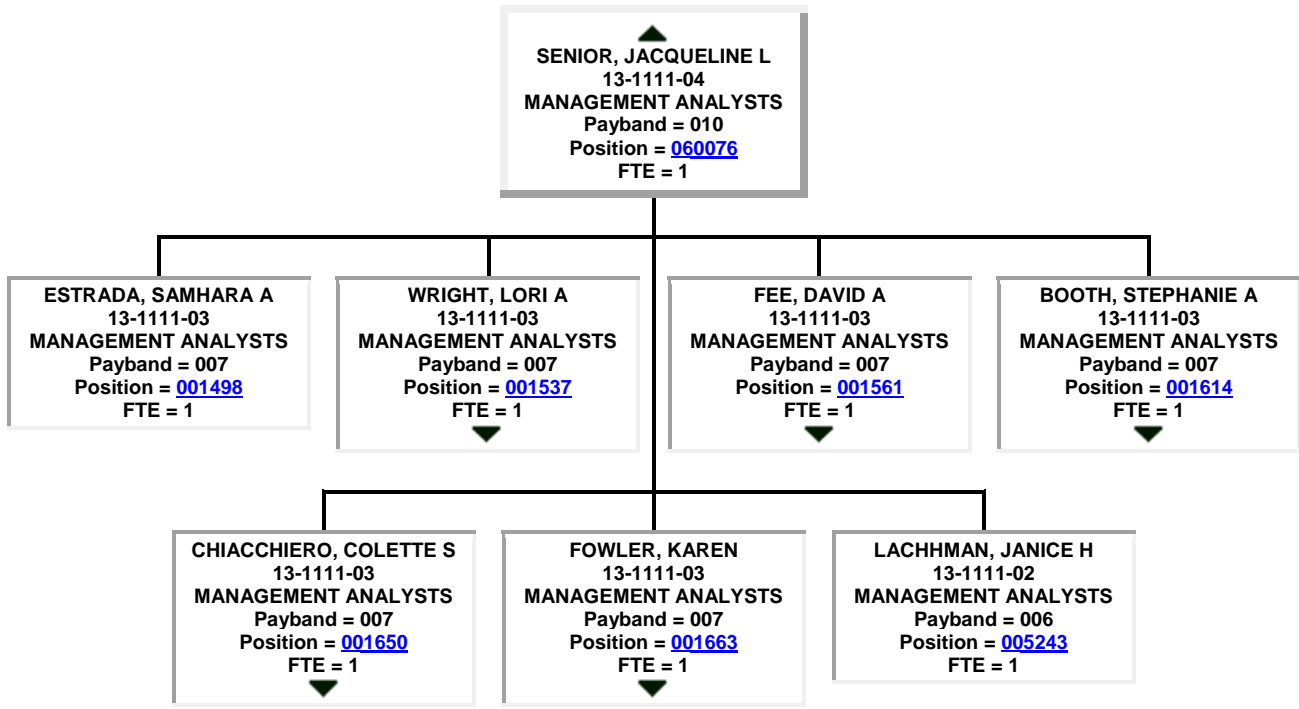 SENIOR, JACQUELINE L
13-1111-04
MANAGEMENT ANALYSTS
Payband = 010
Position = 060076
FTE = 1
ESTRADA, SAMHARA A
13-1111-03
MANAGEMENT ANALYSTS
Payband = 007
Position = 001498
FTE = 1
WRIGHT, LORI A
13-1111-03
MANAGEMENT ANALYSTS
Payband = 007
Position = 001537
FTE = 1
FEE, DAVID A
13-1111-03
MANAGEMENT ANALYSTS
Payband = 007
Position = 001561
FTE = 1
BOOTH, STEPHANIE A
13-1111-03
MANAGEMENT ANALYSTS
Payband = 007
Position = 001614
FTE = 1
CHIACCHIERO, COLETTE S
13-1111-03
MANAGEMENT ANALYSTS
Payband = 007
Position = 001650
FTE = 1
FOWLER, KAREN
13-1111-03
MANAGEMENT ANALYSTS
Payband = 007
Position = 001663
FTE = 1
LACHHMAN, JANICE H
13-1111-02
MANAGEMENT ANALYSTS
Payband = 006
Position = 005243
FTE = 1